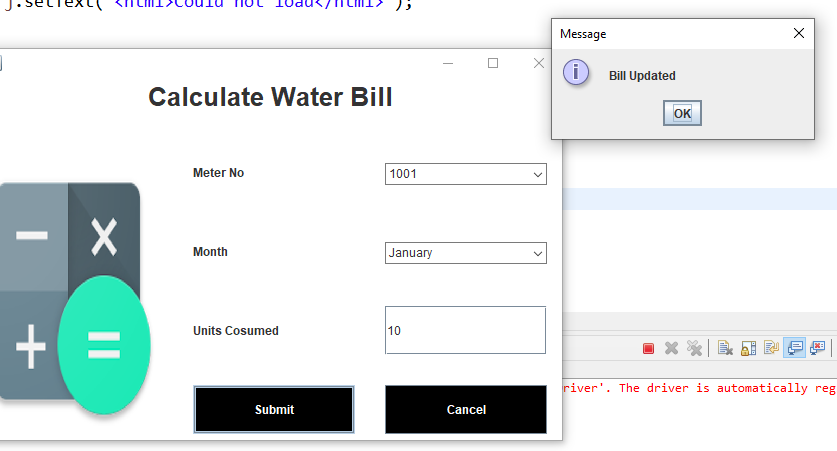 j.setText("<html>Could not load</html>");
Message
Bill Updated
OK
Calculate Water Bill
Meter No
1001
Month
January
Units Cosumed
10
Submit
Cancel
river'. The driver is automatically reg